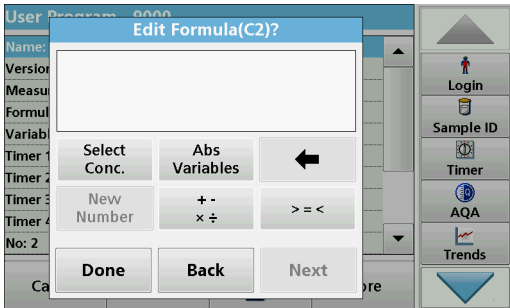 User Program 9000
Edit Formula(C2)?
Name:
Version
Measu
Formul
Variabl
Timer 1
Timer 2
Timer 3
Timer 4
No: 2
Select
Conc.
Abs
Variables
New
Number
+ -
× ÷
> = <
Done
Back
Next
Ca
ore
Login
Sample ID
Timer
AQA
Trends